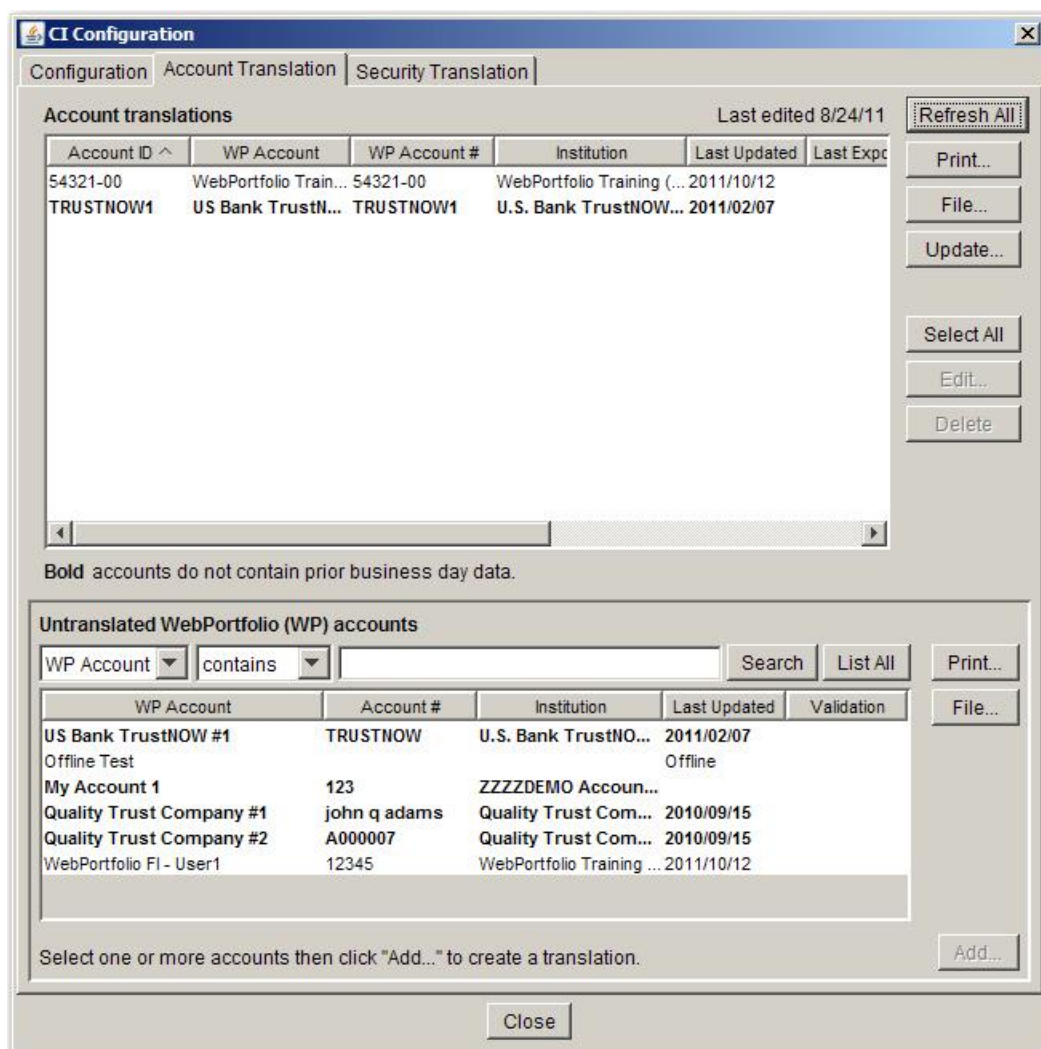 CI Configuration
Configuration Account Translation Security Translation
Account translations Last edited 8/24/11 Refresh All
Account ID WP Account WP Account # Institution Last Updated Last Expo
Print...
54321-00 WebPortfolio Train... 54321-00 WebPortfolio Training (... 2011/10/12
TRUSTNOW1 US Bank TrustN... TRUSTNOW1 U.S. Bank TrustNOW... 2011/02/07
File...
Update...
Select All
Edit...
Delete
Bold accounts do not contain prior business day data.
Untranslated WebPortfolio (WP) accounts
WP Account contains Search List All Print...
WP Account Account # Institution Last Updated Validation File...
US Bank TrustNOW #1 TRUSTNOW U.S. Bank TrustNO... 2011/02/07
Offline Test Offline
My Account 1 123 ZZZZDEMO Accoun...
Quality Trust Company #1 john q adams Quality Trust Com... 2010/09/15
Quality Trust Company #2 A000007 Quality Trust Com... 2010/09/15
WebPortfolio FI - User1 12345 WebPortfolio Training ... 2011/10/12
Select one or more accounts then click "Add..." to create a translation. Add...
Close